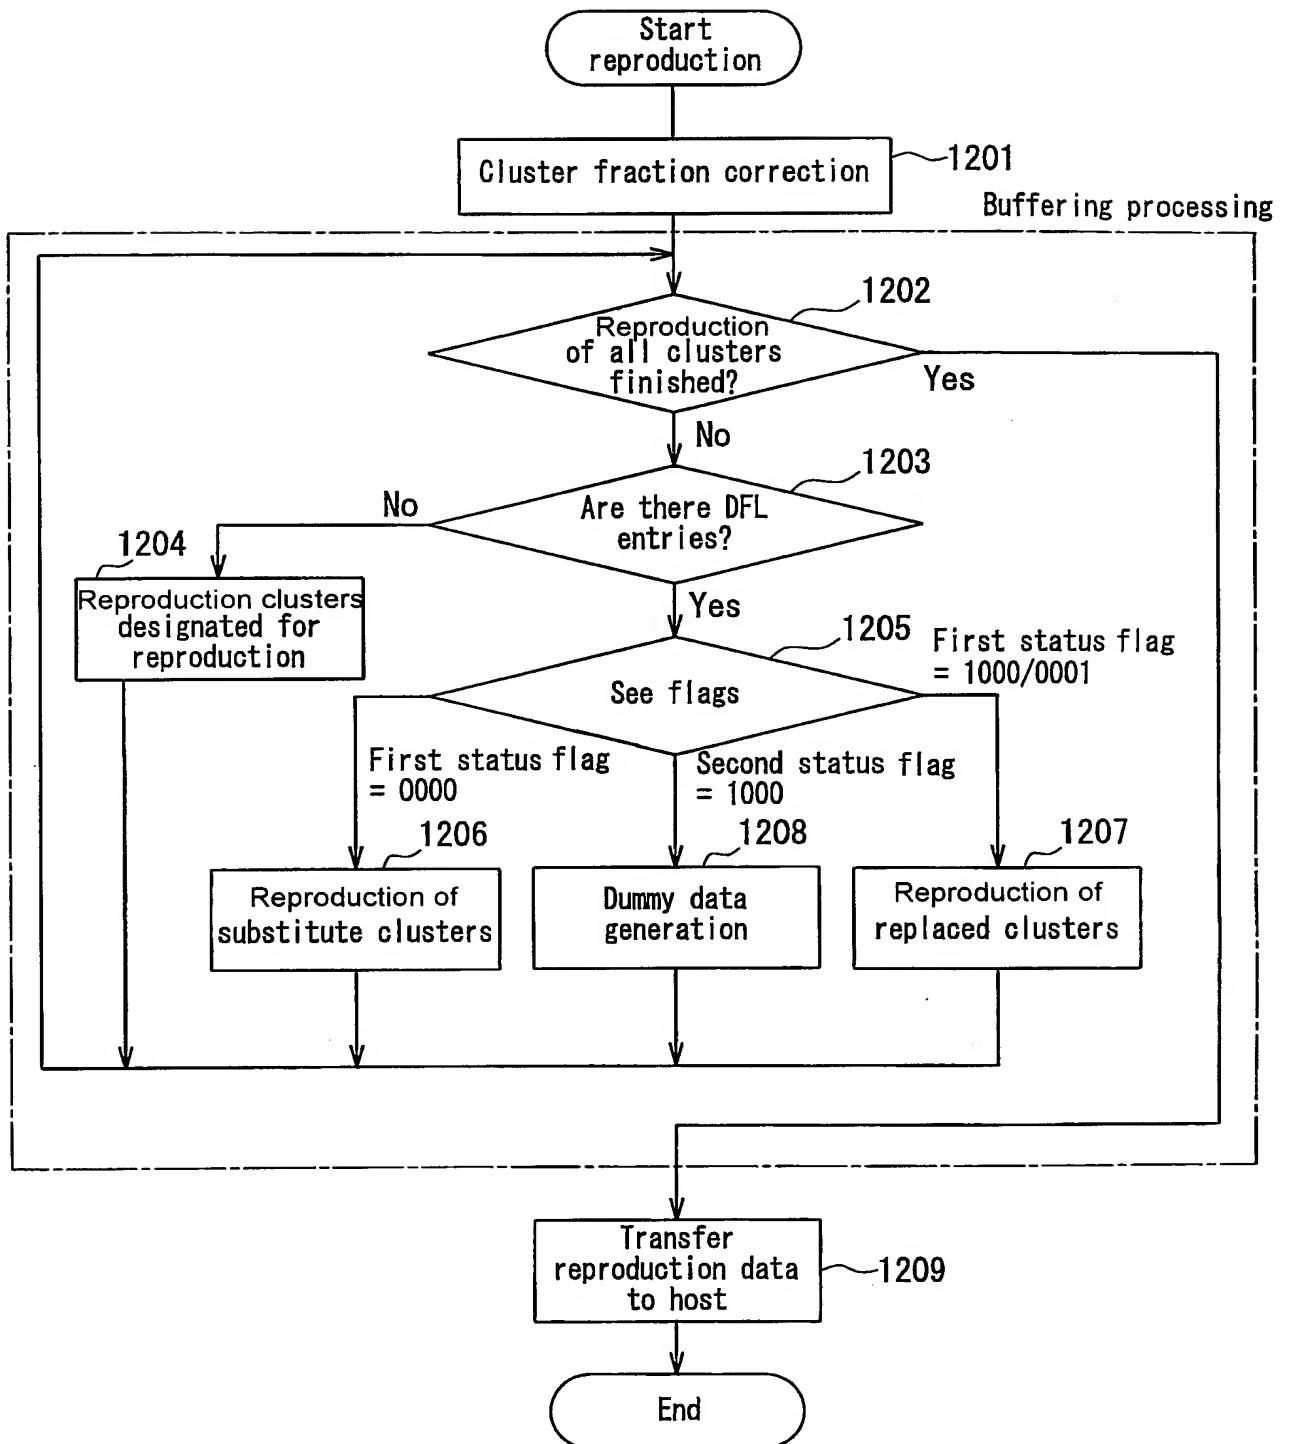 Start
reproduction
Cluster fraction correction
1201
Buffering processing
1202
Reproduction
of all clusters
finished?
Yes
No
1203
Are there DFL
entries?
No
1204
Reproduction clusters
designated for
reproduction
Yes
1205
First status flag
= 1000/0001
See flags
First status flag
= 0000
Second status flag
= 1000
1206
1208
1207
Reproduction of
substitute clusters
Dummy data
generation
Reproduction of
replaced clusters
Transfer
reproduction data
to host
1209
End